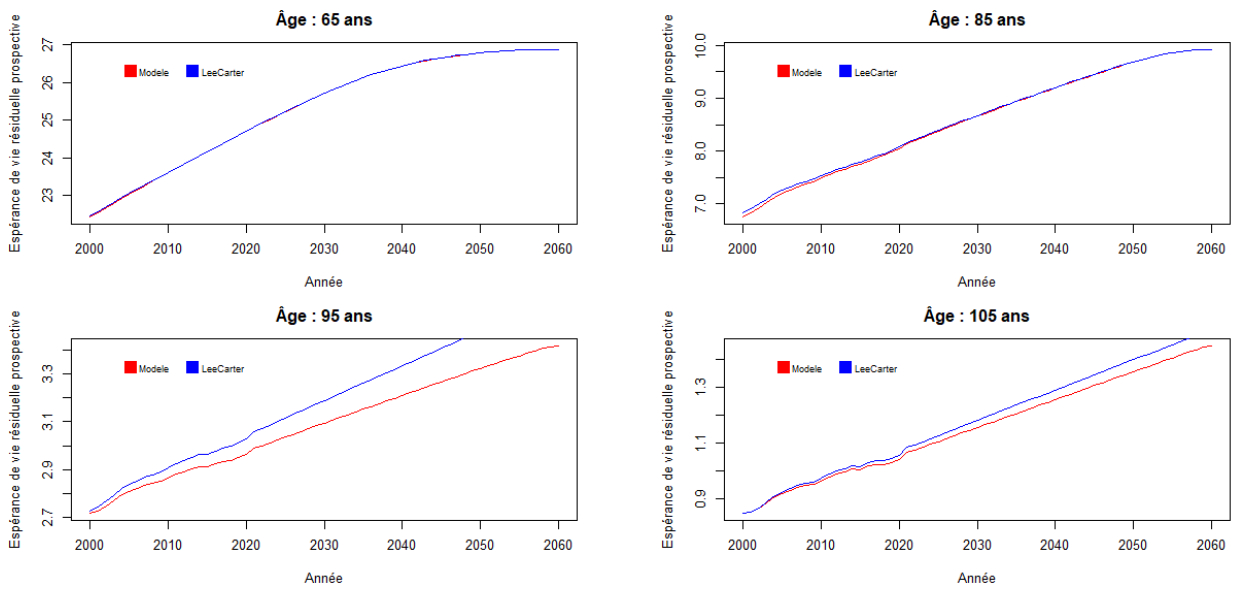 Âge : 65 ans
Espérance de vie résiduelle prospective
27
26
25
24
23
Modele LeeCarter
2000 2010 2020 2030 2040 2050 2060
Année
Âge : 85 ans
Espérance de vie résiduelle prospective
10.0
9.0
8.0
7.0
Modele LeeCarter
2000 2010 2020 2030 2040 2050 2060
Année
Âge : 95 ans
Espérance de vie résiduelle prospective
3.3
3.1
2.9
2.7
Modele LeeCarter
2000 2010 2020 2030 2040 2050 2060
Année
Âge : 105 ans
Espérance de vie résiduelle prospective
1.3
1.1
0.9
Modele LeeCarter
2000 2010 2020 2030 2040 2050 2060
Année